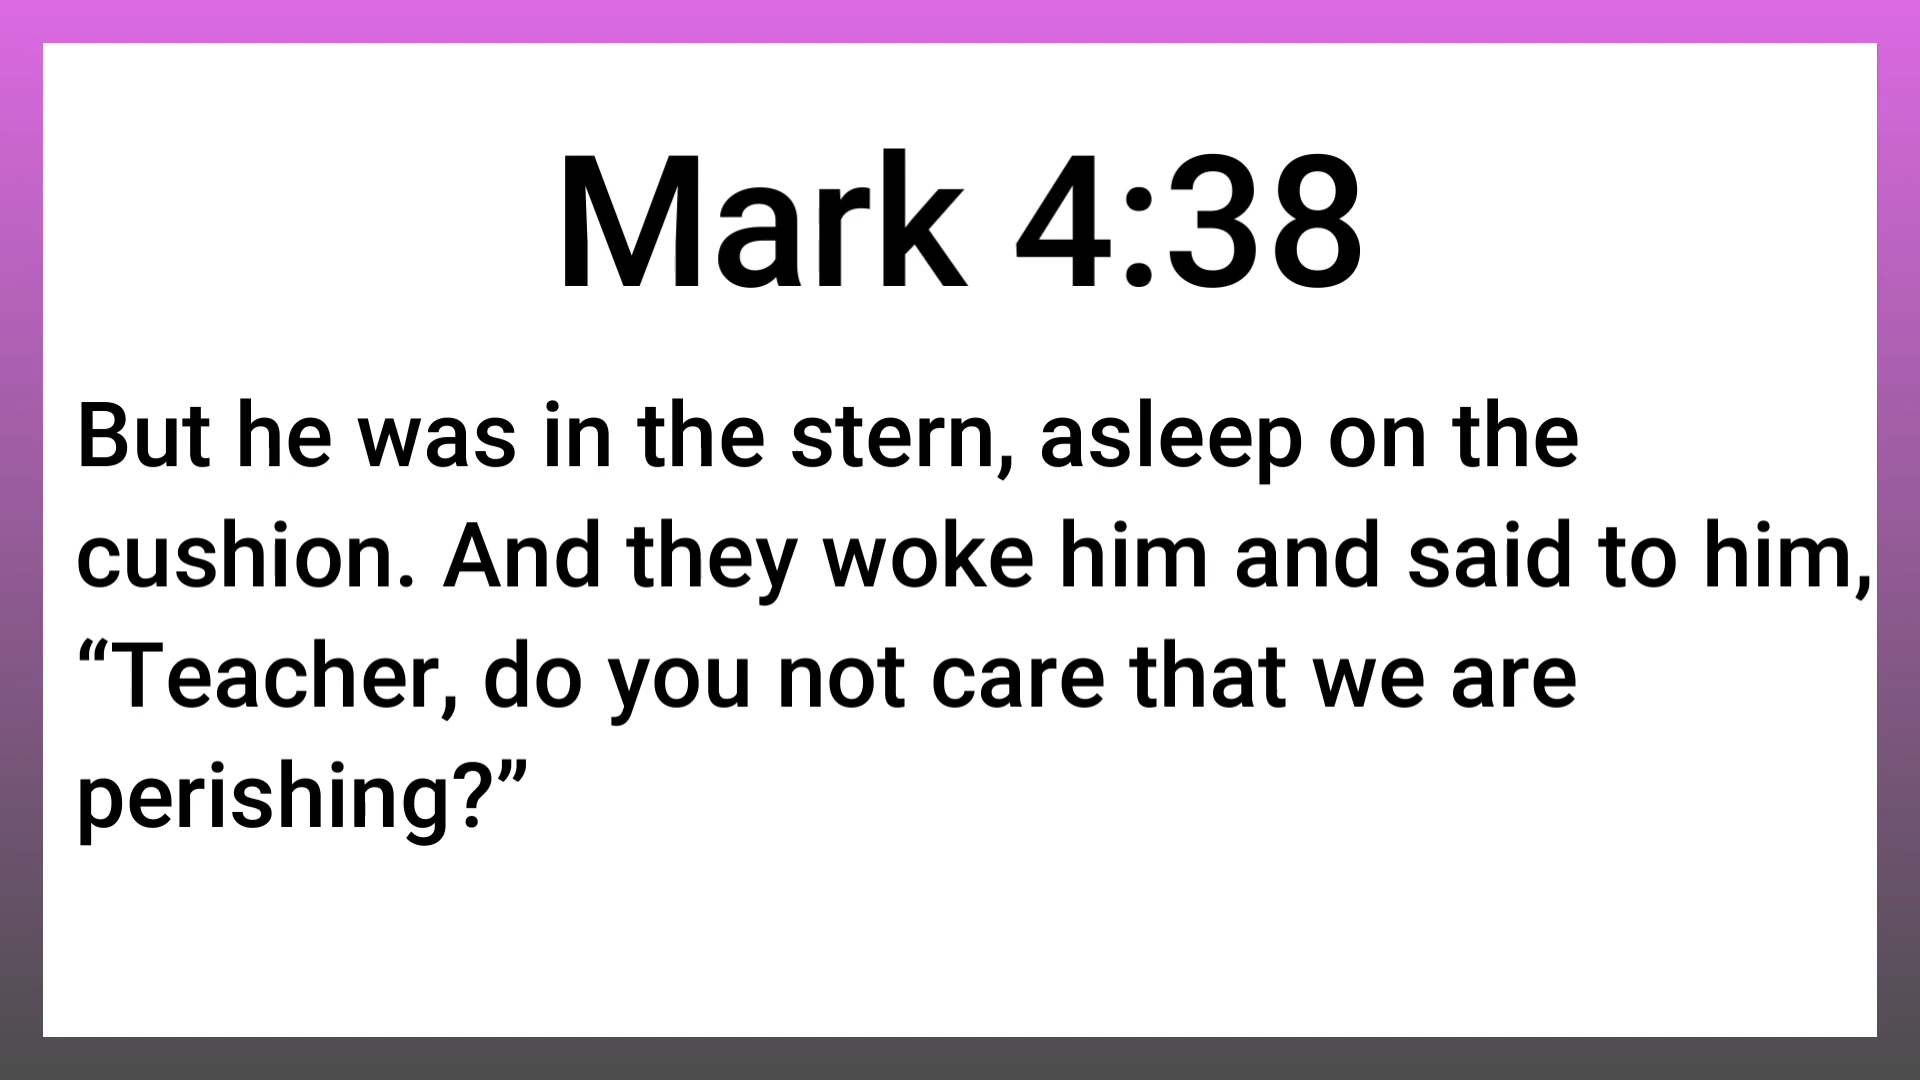 Mark 4:38
But he was in the stern, asleep on the
cushion. And they woke him and said to him,
“Teacher, do you not care that we are
perishing?”